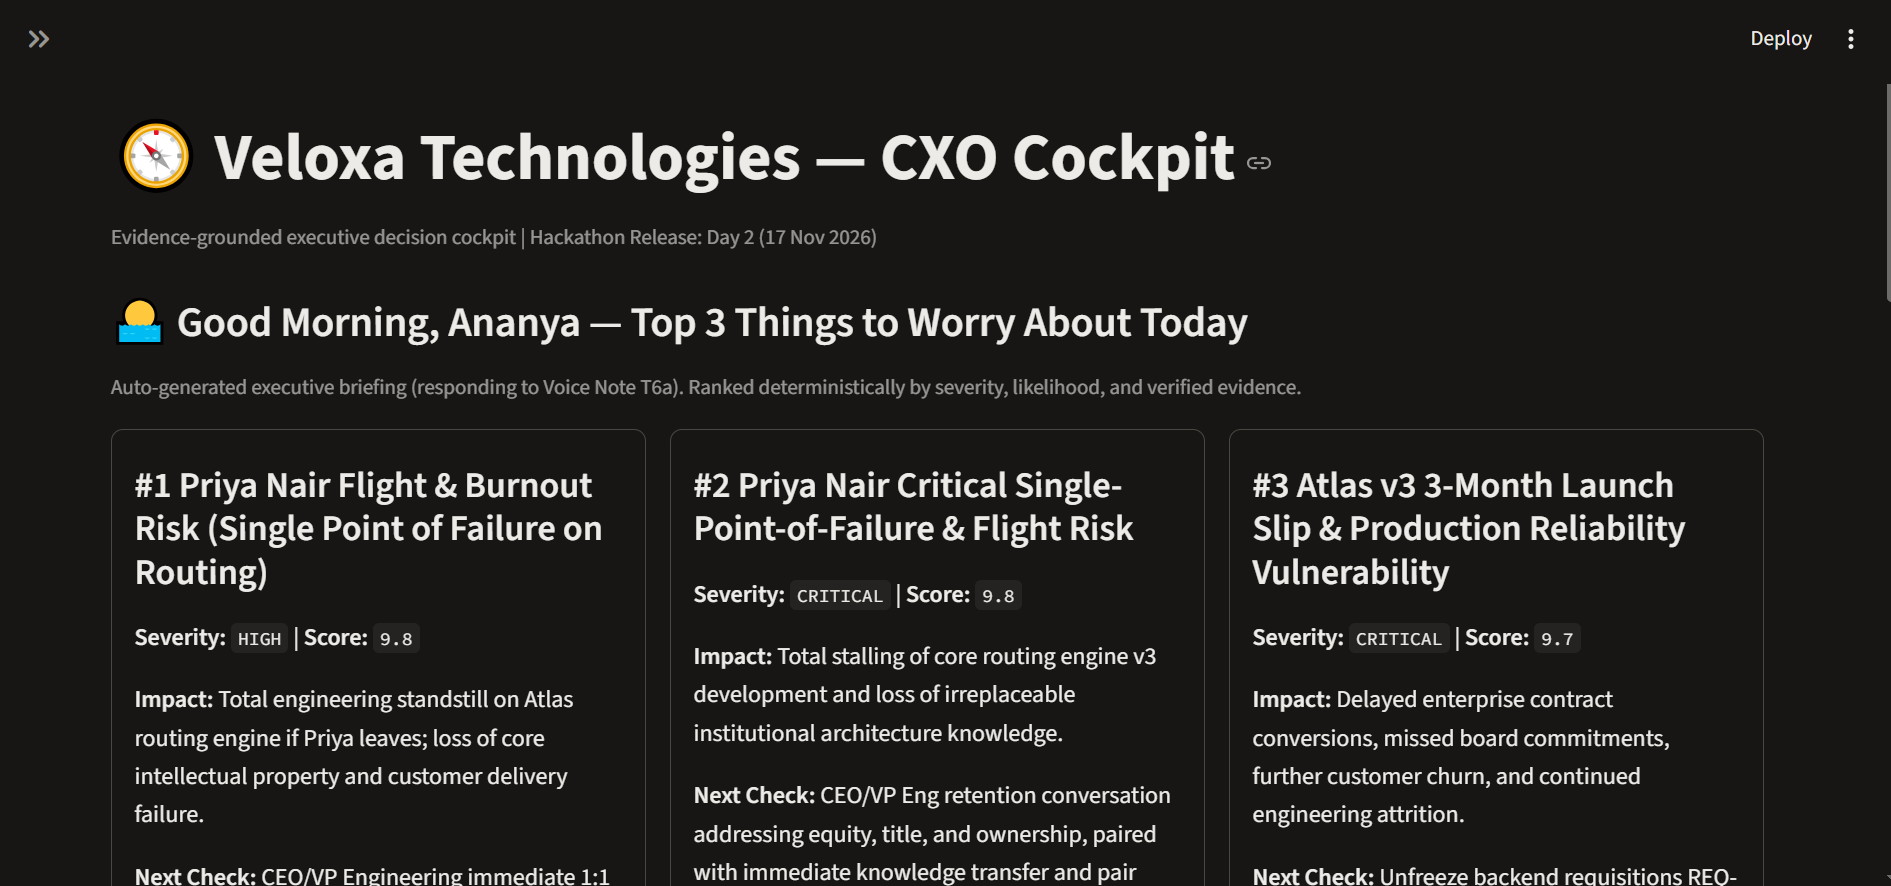 Deploy
Veloxa Technologies — CXO Cockpit
Evidence-grounded executive decision cockpit | Hackathon Release: Day 2 (17 Nov 2026)
Good Morning, Ananya — Top 3 Things to Worry About Today
Auto-generated executive briefing (responding to Voice Note T6a). Ranked deterministically by severity, likelihood, and verified evidence.
#1 Priya Nair Flight & Burnout
Risk (Single Point of Failure on
Routing)
Severity: HIGH | Score: 9.8
Impact: Total engineering standstill on Atlas
routing engine if Priya leaves; loss of core
intellectual property and customer delivery
failure.
Next Check: CEO/VP Engineering immediate 1:1
#2 Priya Nair Critical Single-
Point-of-Failure & Flight Risk
Severity: CRITICAL | Score: 9.8
Impact: Total stalling of core routing engine v3
development and loss of irreplaceable
institutional architecture knowledge.
Next Check: CEO/VP Eng retention conversation
addressing equity, title, and ownership, paired
with immediate knowledge transfer and pair
#3 Atlas v3 3-Month Launch
Slip & Production Reliability
Vulnerability
Severity: CRITICAL | Score: 9.7
Impact: Delayed enterprise contract
conversions, missed board commitments,
further customer churn, and continued
engineering attrition.
Next Check: Unfreeze backend requisitions REQ-